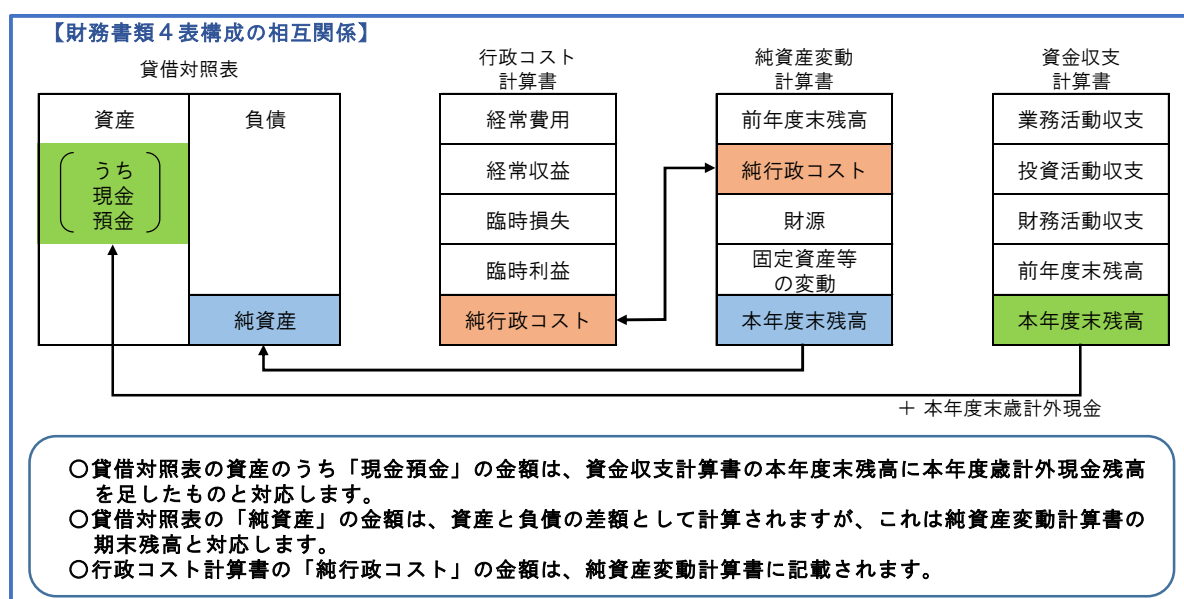 【財務書類４表構成の相互関係】
貸借対照表
資産
うち
現金
預金
負債
純資産
行政コスト
計算書
経常費用
経常収益
臨時損失
臨時利益
純行政コスト
純資産変動
計算書
前年度末残高
純行政コスト
財源
固定資産等
の変動
本年度末残高
資金収支
計算書
業務活動収支
投資活動収支
財務活動収支
前年度末残高
本年度末残高
＋ 本年度末歳計外現金
〇貸借対照表の資産のうち「現金預金」の金額は、資金収支計算書の本年度末残高に本年度歳計外現金残高
を足したものと対応します。
〇貸借対照表の「純資産」の金額は、資産と負債の差額として計算されますが、これは純資産変動計算書の
期末残高と対応します。
〇行政コスト計算書の「純行政コスト」の金額は、純資産変動計算書に記載されます。